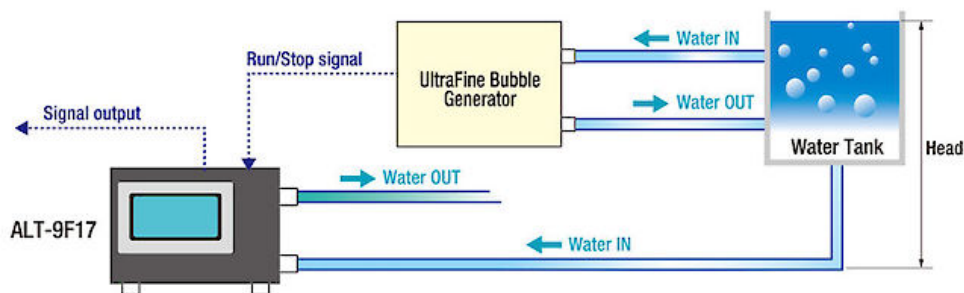 Water IN
Run/Stop signal
UltraFine Bubble
Generator
Signal output
Water OUT
Water Tank
Head
Water OUT
ALT-9F17
Water IN